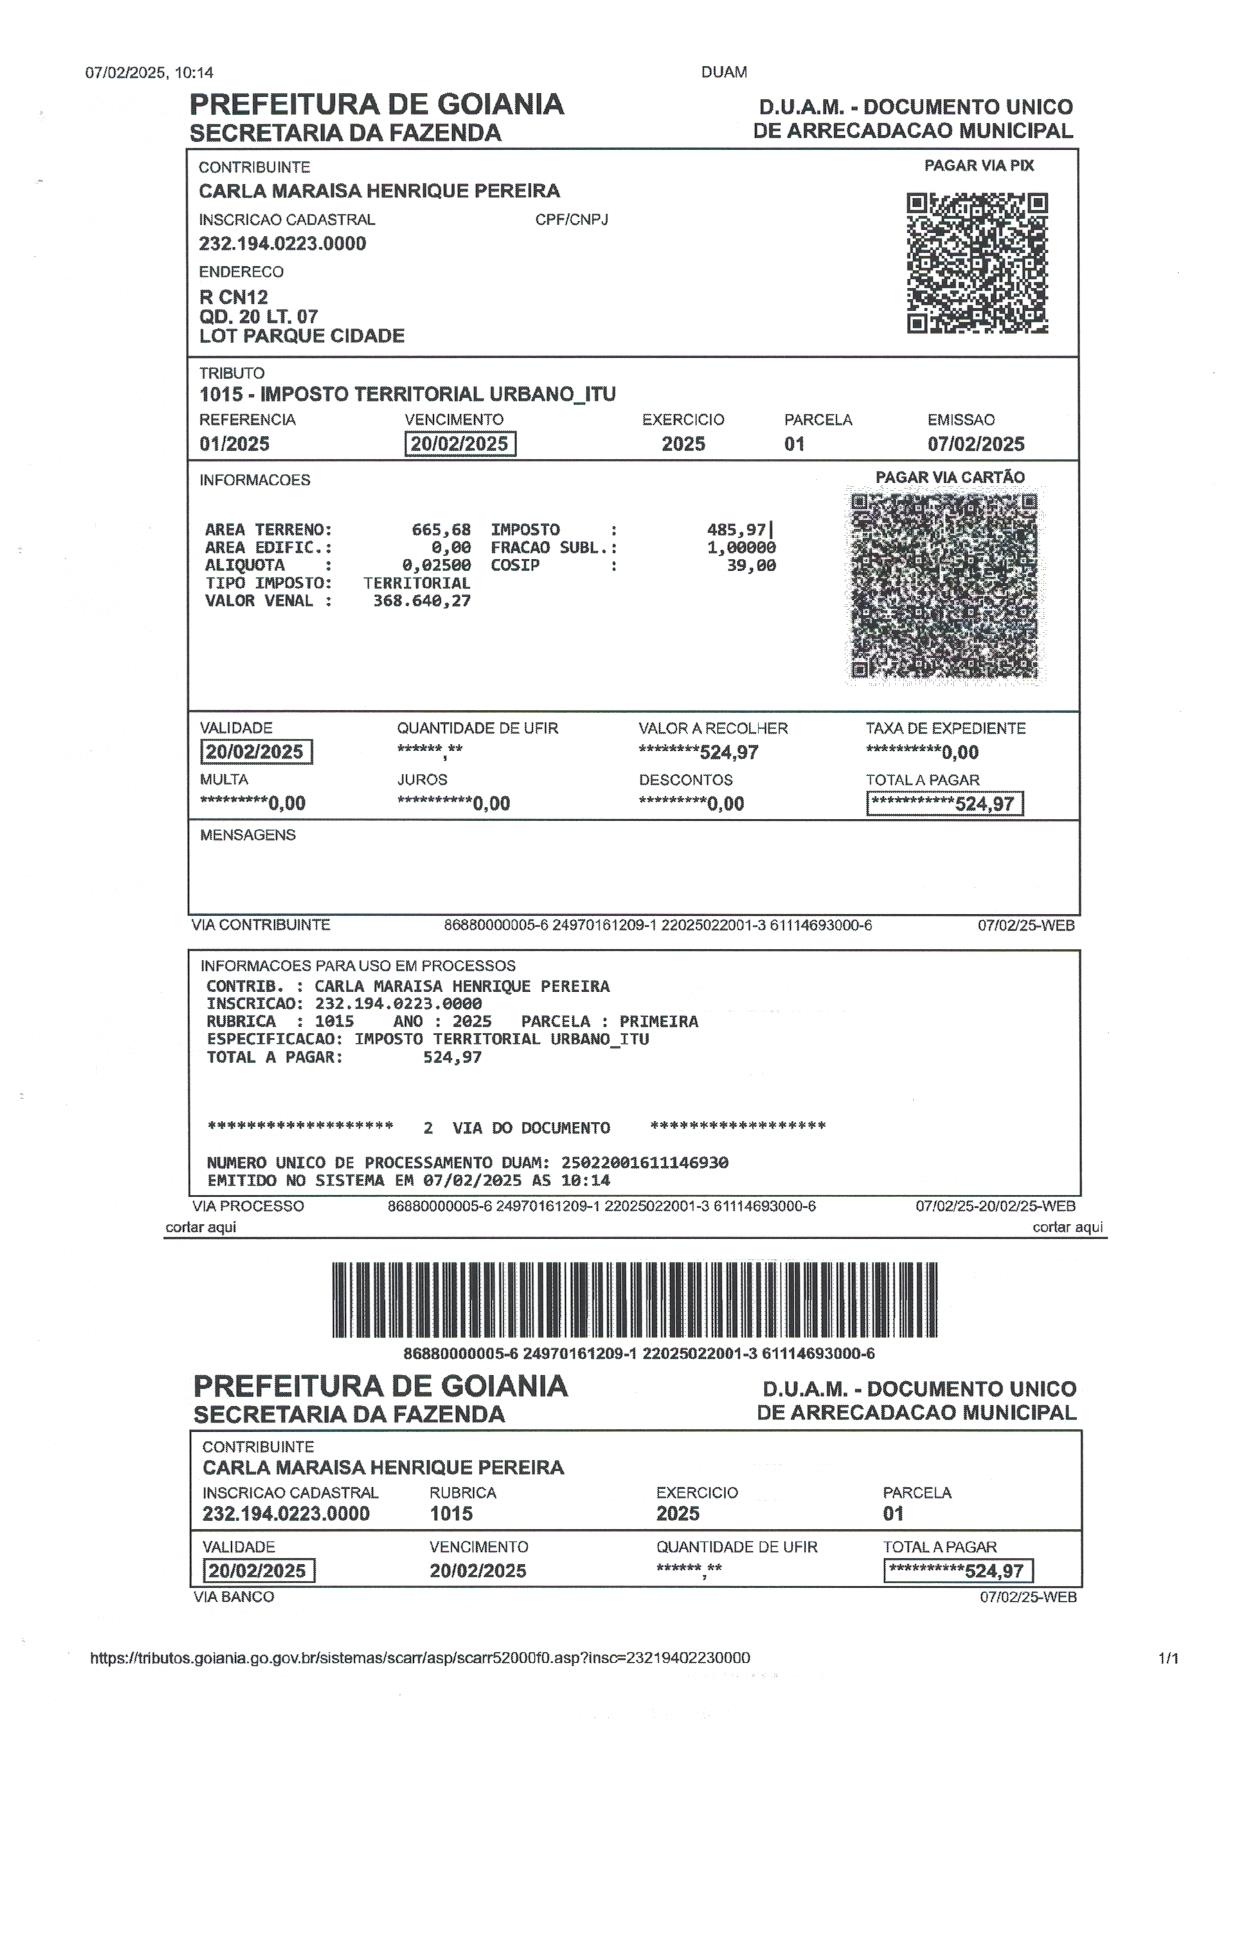 07/02/2025, 10:14 DUAM
PREFEITURA DE GOIANIA
SECRETARIA DA FAZENDA
D.U.A.M. - DOCUMENTO UNICO
DE ARRECADACAO MUNICIPAL
CONTRIBUINTE
CARLA MARAISA HENRIQUE PEREIRA
PAGAR VIA PIX
INSCRICAO CADASTRAL CPF/CNPJ
232.194.0223.0000
ENDERECO
R CN12
QD. 20 LT. 07
LOT PARQUE CIDADE
TRIBUTO
1015 - IMPOSTO TERRITORIAL URBANO_ITU
REFERENCIA VENCIMENTO EXERCICIO PARCELA EMISSAO
01/2025 20/02/2025 2025 01 07/02/2025
INFORMACOES PAGAR VIA CARTÃO
AREA TERRENO: 665,68 IMPOSTO : 485,97|
AREA EDIFIC.: 0,00 FRACAO SUBL.: 1,00000
ALIQUOTA : 0,02500 COSIP : 39,00
TIPO IMPOSTO: TERRITORIAL
VALOR VENAL : 368.640,27
VALIDADE QUANTIDADE DE UFIR VALOR A RECOLHER TAXA DE EXPEDIENTE
20/02/2025 ******,** ********524,97 **********0,00
MULTA JUROS DESCONTOS TOTAL A PAGAR
*********0,00 **********0,00 *********0,00 ***********524,97
MENSAGENS
VIA CONTRIBUINTE 86880000005-6 24970161209-1 22025022001-3 61114693000-6 07/02/25-WEB
INFORMACOES PARA USO EM PROCESSOS
CONTRIB. : CARLA MARAISA HENRIQUE PEREIRA
INSCRICAO: 232.194.0223.0000
RUBRICA : 1015 ANO : 2025 PARCELA : PRIMEIRA
ESPECIFICACAO: IMPOSTO TERRITORIAL URBANO_ITU
TOTAL A PAGAR: 524,97
******************* 2 VIA DO DOCUMENTO ******************
NUMERO UNICO DE PROCESSAMENTO DUAM: 25022001611146930
EMITIDO NO SISTEMA EM 07/02/2025 AS 10:14
VIA PROCESSO 86880000005-6 24970161209-1 22025022001-3 61114693000-6 07/02/25-20/02/25-WEB
cortar aqui cortar aqui
86880000005-6 24970161209-1 22025022001-3 61114693000-6
PREFEITURA DE GOIANIA
SECRETARIA DA FAZENDA
D.U.A.M. - DOCUMENTO UNICO
DE ARRECADACAO MUNICIPAL
CONTRIBUINTE
CARLA MARAISA HENRIQUE PEREIRA
INSCRICAO CADASTRAL RUBRICA EXERCICIO PARCELA
232.194.0223.0000 1015 2025 01
VALIDADE VENCIMENTO QUANTIDADE DE UFIR TOTAL A PAGAR
20/02/2025 20/02/2025 ******,** **********524,97
VIA BANCO 07/02/25-WEB
https://tributos.goiania.go.gov.br/sistemas/scarr/asp/scarr52000f0.asp?insc=23219402230000 1/1